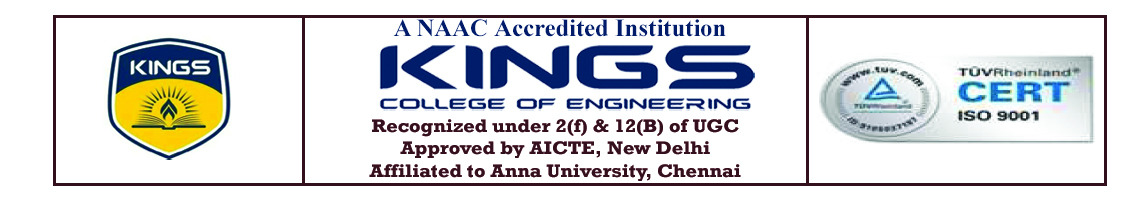 KINGS
A NAAC Accredited Institution
KINGS
COLLEGE OF ENGINEERING
Recognized under 2(f) & 12(B) of UGC
Approved by AICTE, New Delhi
Affiliated to Anna University, Chennai
www.tuv.com
TÜVRheinland
TÜVRheinland®
CERT
ISO 9001